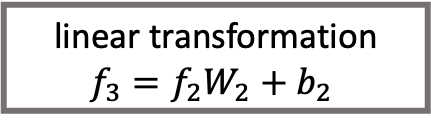 linear transformation
f₃ = f₂W₂ + b₂